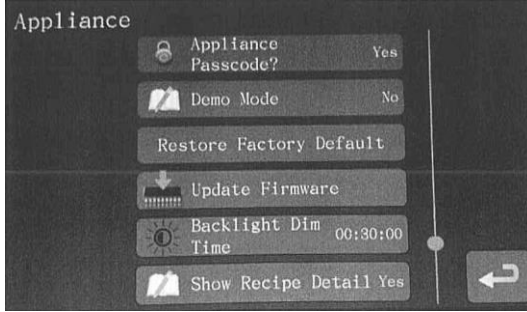 Appliance
Appliance
Passcode?
Yes
Demo Mode
No
Restore Factory Default
Update Firmware
Backlight Dim
Time
00:30:00
Show Recipe Detail Yes